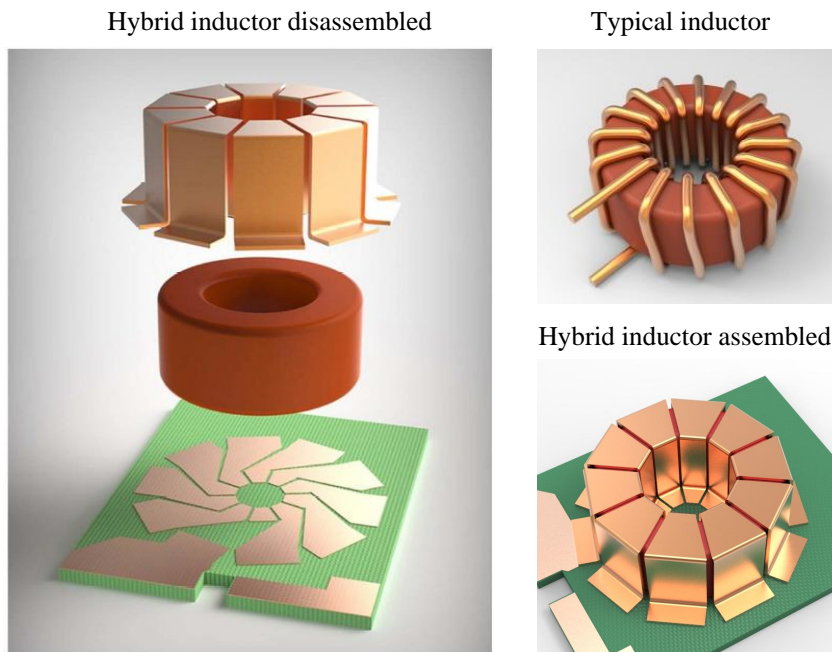 Hybrid inductor disassembled
Typical inductor
Hybrid inductor assembled